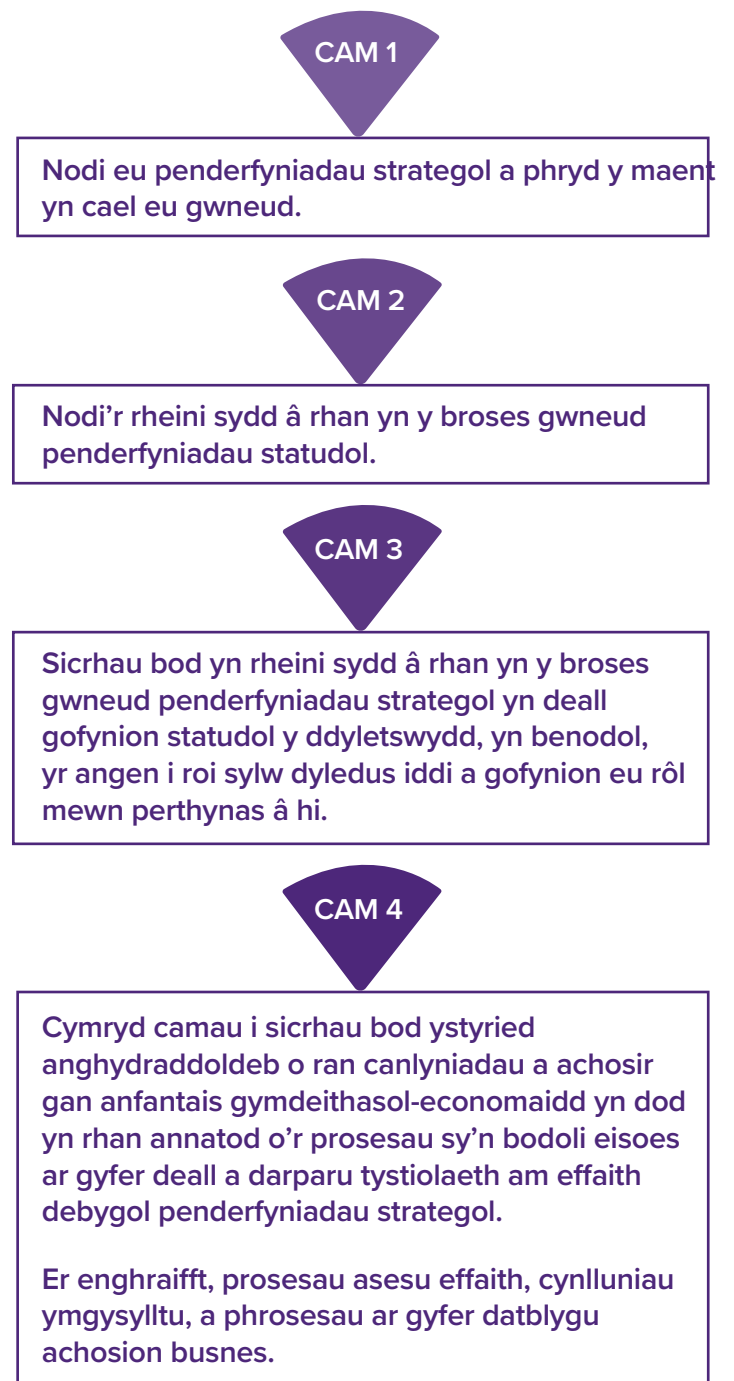 CAM 1
Nodi eu penderfyniadau strategol a phryd y maent
yn cael eu gwneud.
CAM 2
Nodi’r rheini sydd â rhan yn y broses gwneud
penderfyniadau statudol.
CAM 3
Sicrhau bod yn rheini sydd â rhan yn y broses
gwneud penderfyniadau strategol yn deall
gofynion statudol y ddyletswydd, yn benodol,
yr angen i roi sylw dyledus iddi a gofynion eu rôl
mewn perthynas â hi.
CAM 4
Cymryd camau i sicrhau bod ystyried
anghydraddoldeb o ran canlyniadau a achosir
gan anfantais gymdeithasol-economaidd yn dod
yn rhan annatod o’r prosesau sy’n bodoli eisoes
ar gyfer deall a darparu tystiolaeth am effaith
debygol penderfyniadau strategol.
Er enghraifft, prosesau asesu effaith, cynlluniau
ymgysylltu, a phrosesau ar gyfer datblygu
achosion busnes.